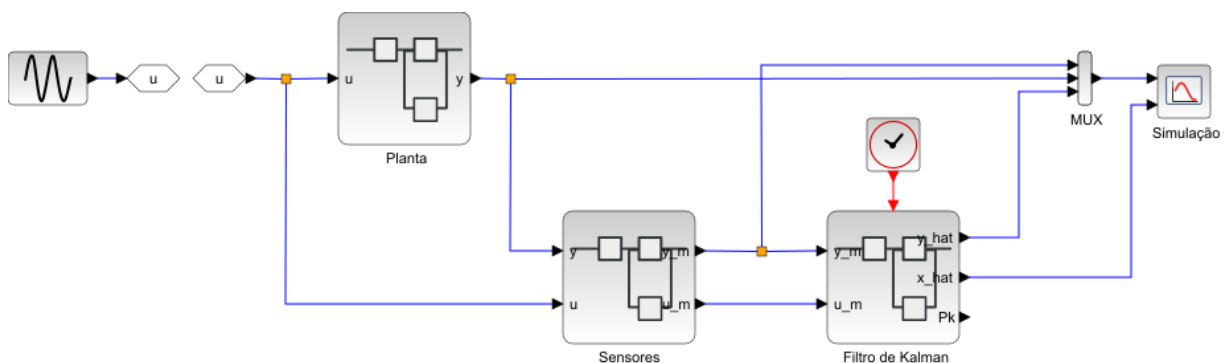 u
u
u
y
Planta
MUX
Simulação
y
u
y_m
u_m
Sensores
y_m
u_m
y_hat
x_hat
Pk
Filtro de Kalman